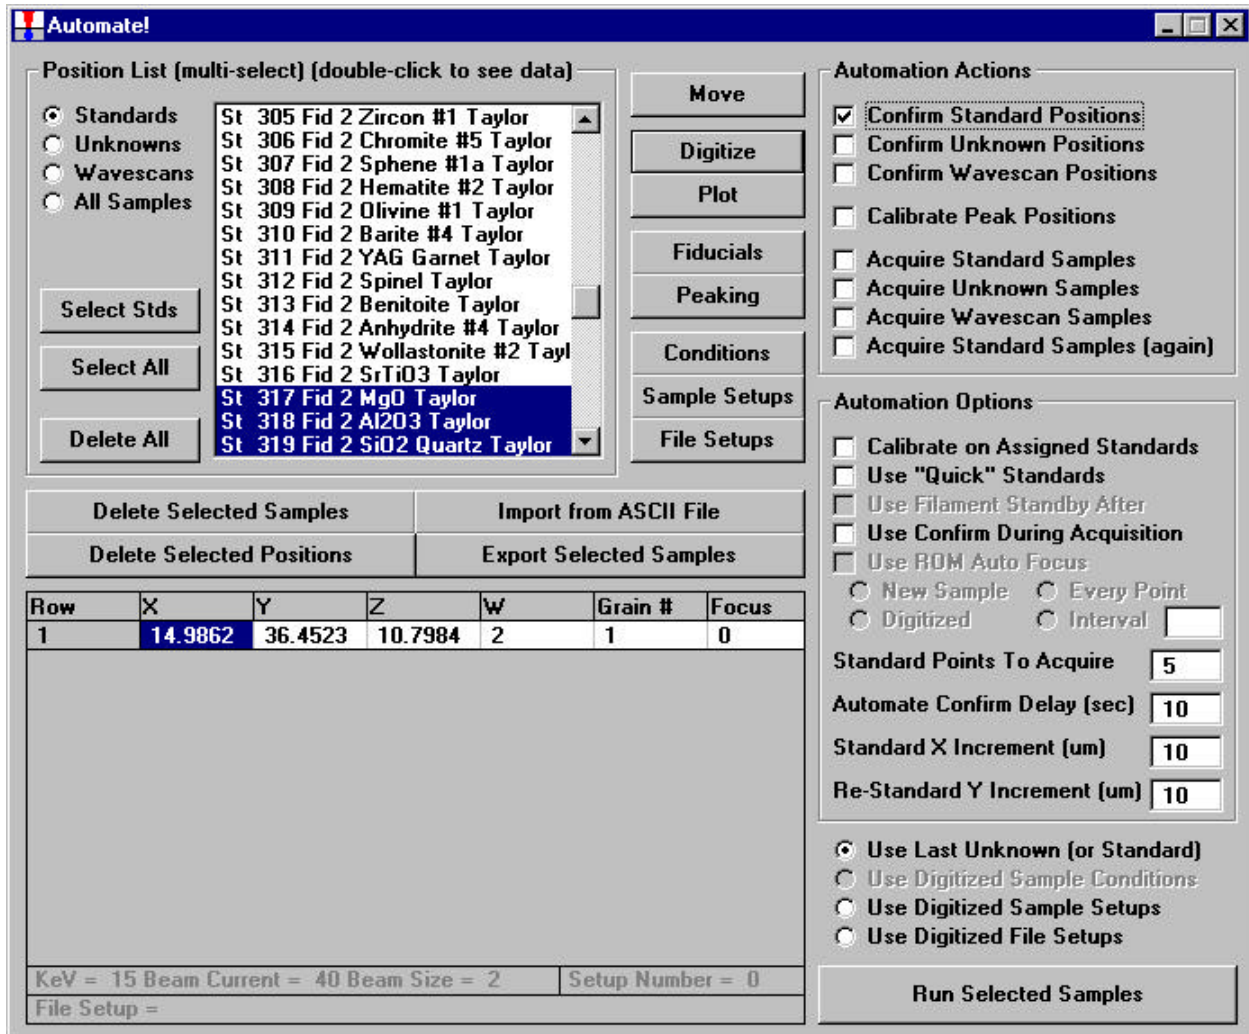 Automate!
Position List (multi-select) (double-click to see data)
Standards
Unknowns
Wavescans
All Samples
Select Stds
Select All
Delete All
St 305 Fid 2 Zircon #1 Taylor
St 306 Fid 2 Chromite #5 Taylor
St 307 Fid 2 Sphene #1a Taylor
St 308 Fid 2 Hematite #2 Taylor
St 309 Fid 2 Olivine #1 Taylor
St 310 Fid 2 Barite #4 Taylor
St 311 Fid 2 YAG Garnet Taylor
St 312 Fid 2 Spinel Taylor
St 313 Fid 2 Benitoite Taylor
St 314 Fid 2 Anhydrite #4 Taylor
St 315 Fid 2 Wollastonite #2 Tayl
St 316 Fid 2 SrTiO3 Taylor
St 317 Fid 2 MgO Taylor
St 318 Fid 2 Al2O3 Taylor
St 319 Fid 2 SiO2 Quartz Taylor
Move
Digitize
Plot
Fiducials
Peaking
Conditions
Sample Setups
File Setups
Delete Selected Samples
Import from ASCII File
Delete Selected Positions
Export Selected Samples
Row X Y Z W Grain # Focus
1 14.9862 36.4523 10.7984 2 1 0
KeV = 15 Beam Current = 40 Beam Size = 2
Setup Number = 0
File Setup =
Automation Actions
Confirm Standard Positions
Confirm Unknown Positions
Confirm Wavescan Positions
Calibrate Peak Positions
Acquire Standard Samples
Acquire Unknown Samples
Acquire Wavescan Samples
Acquire Standard Samples (again)
Automation Options
Calibrate on Assigned Standards
Use "Quick" Standards
Use Filament Standby After
Use Confirm During Acquisition
Use ROM Auto Focus
New Sample Every Point
Digitized Interval
Standard Points To Acquire 5
Automate Confirm Delay (sec) 10
Standard X Increment (um) 10
Re-Standard Y Increment (um) 10
Use Last Unknown (or Standard)
Use Digitized Sample Conditions
Use Digitized Sample Setups
Use Digitized File Setups
Run Selected Samples